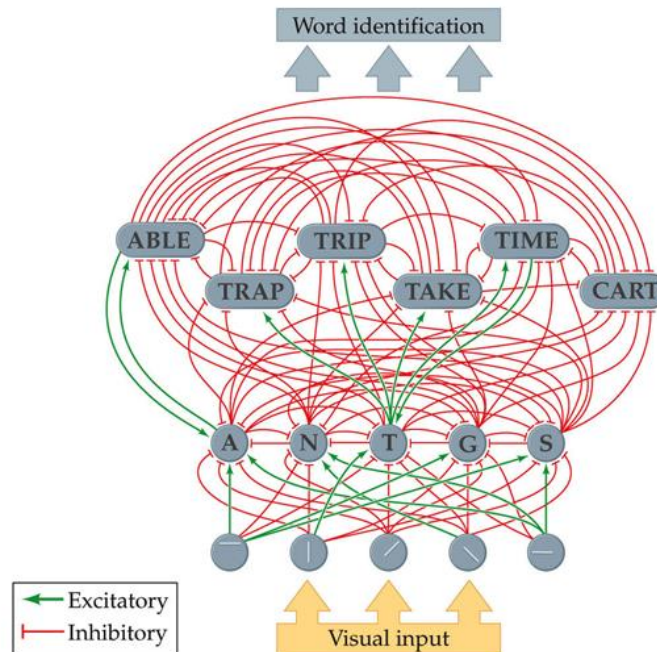 Word identification
ABLE
TRIP
TIME
TRAP
TAKE
CART
A
N
T
G
S
Excitatory
Inhibitory
Visual input